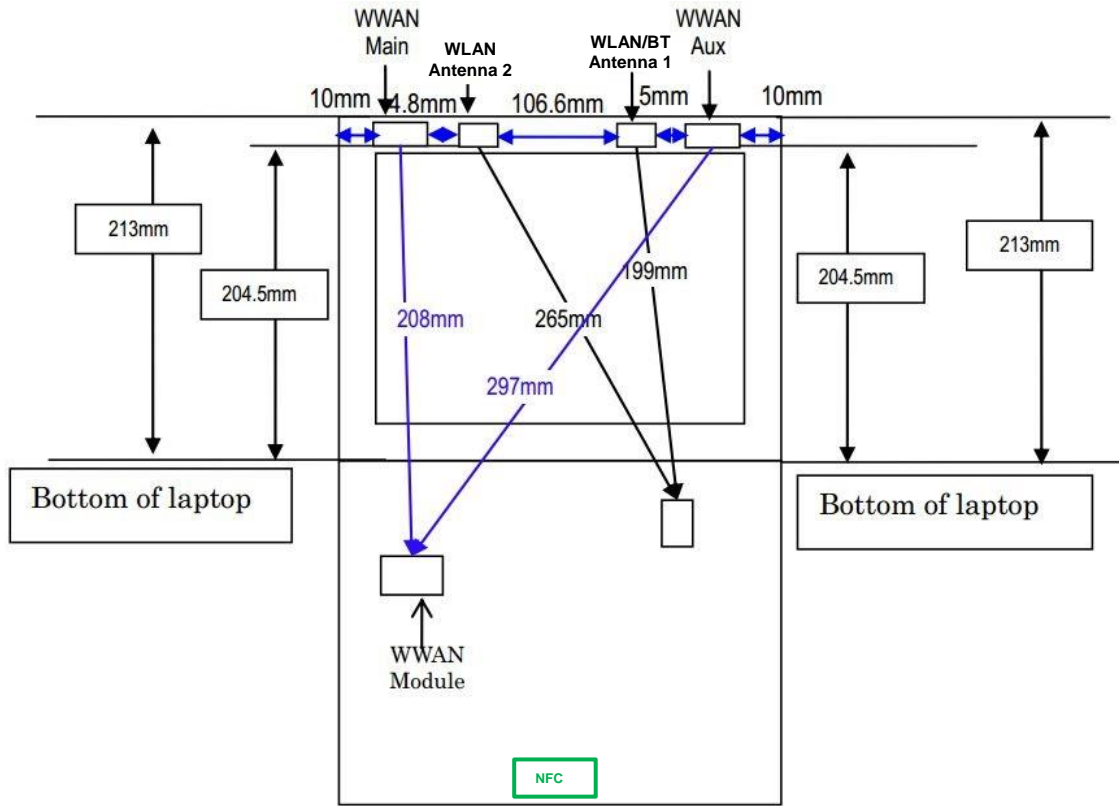 WWAN
Main
WLAN
Antenna 2
WLAN/BT
Antenna 1
WWAN
Aux
10mm
4.8mm
106.6mm
5mm
10mm
213mm
204.5mm
213mm
204.5mm
199mm
208mm
265mm
297mm
Bottom of laptop
Bottom of laptop
WWAN
Module
NFC